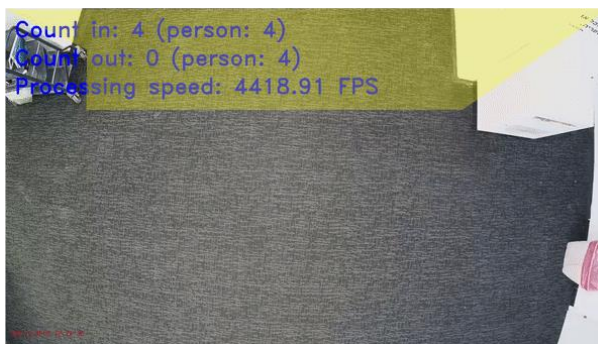 Count in: 4 (person: 4)
Count out: 0 (person: 4)
Processing speed: 4418.91 FPS